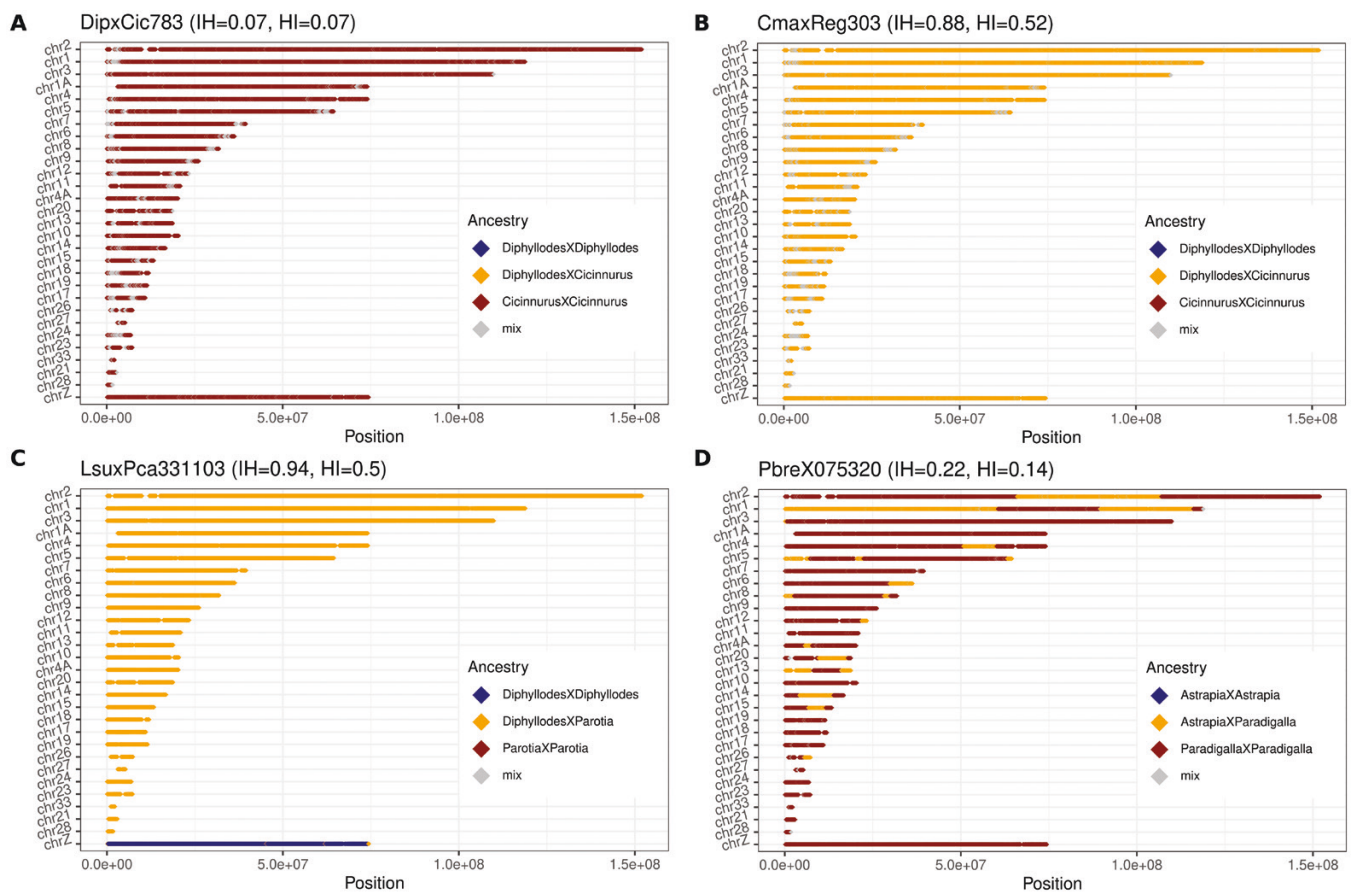 A
DipxCic783 (IH=0.07, HI=0.07)
chr2
chr1
chr3
chr1A
chr4
chr5
chr7
chr6
chr8
chr9
chr12
chr11
chr4A
chr20
chr13
chr10
chr14
chr15
chr18
chr19
chr17
chr26
chr27
chr24
chr23
chr33
chr21
chr28
chrZ
Ancestry
DiphyllodesXDiphyllodes
DiphyllodesXCicinnurus
CicinnurusXCicinnurus
mix
0.0e+00 5.0e+07 1.0e+08 1.5e+08
Position
B
CmaxReg303 (IH=0.88, HI=0.52)
chr2
chr1
chr3
chr1A
chr4
chr5
chr7
chr6
chr8
chr9
chr12
chr11
chr4A
chr20
chr13
chr10
chr14
chr15
chr18
chr19
chr17
chr26
chr27
chr24
chr23
chr33
chr21
chr28
chrZ
Ancestry
DiphyllodesXDiphyllodes
DiphyllodesXCicinnurus
CicinnurusXCicinnurus
mix
0.0e+00 5.0e+07 1.0e+08 1.5e+08
Position
C
LsuxPca331103 (IH=0.94, HI=0.5)
chr2
chr1
chr3
chr1A
chr4
chr5
chr7
chr6
chr8
chr9
chr12
chr11
chr13
chr10
chr4A
chr20
chr14
chr15
chr18
chr17
chr19
chr26
chr27
chr24
chr23
chr33
chr21
chr28
chrZ
Ancestry
DiphyllodesXDiphyllodes
DiphyllodesXParotia
ParotiaXParotia
mix
0.0e+00 5.0e+07 1.0e+08 1.5e+08
Position
D
PbreX075320 (IH=0.22, HI=0.14)
chr2
chr1
chr3
chr1A
chr4
chr5
chr7
chr6
chr8
chr9
chr12
chr11
chr4A
chr20
chr13
chr10
chr14
chr15
chr19
chr18
chr17
chr26
chr27
chr24
chr23
chr33
chr21
chr28
chrZ
Ancestry
AstrapiaXAstrapia
AstrapiaXParadigalla
ParadigallaXParadigalla
mix
0.0e+00 5.0e+07 1.0e+08 1.5e+08
Position